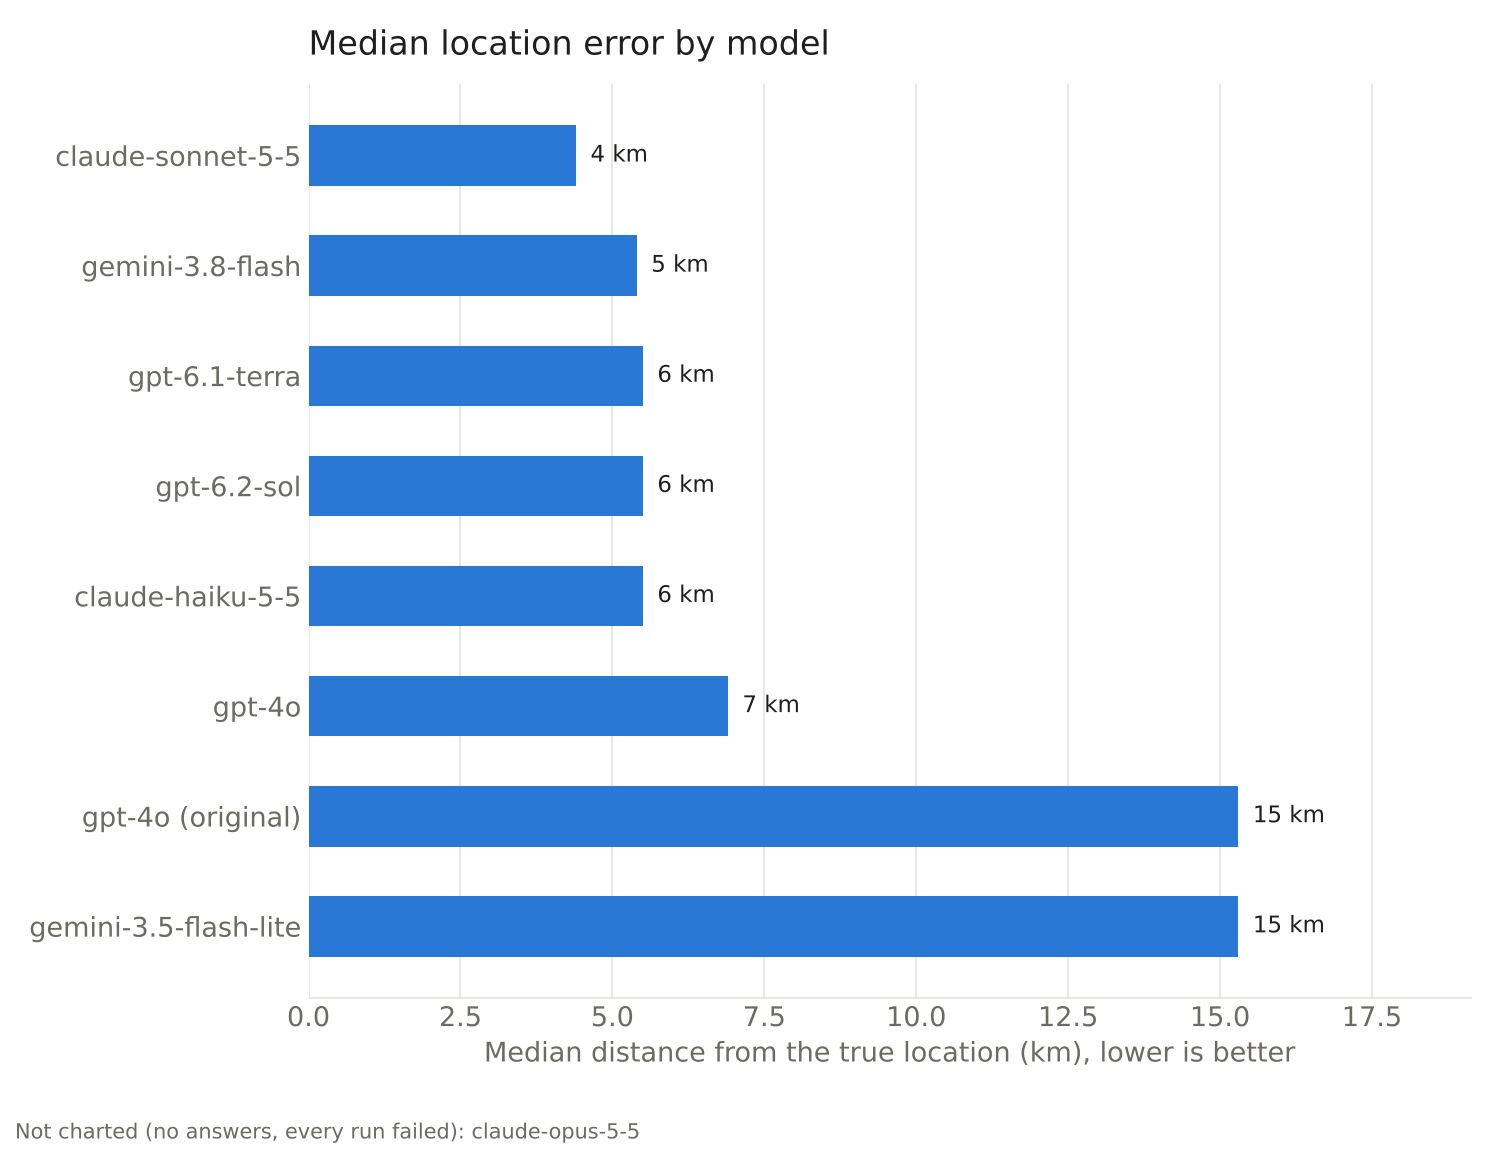 Median location error by model
claude-sonnet-5-5
4 km
gemini-3.8-flash
5 km
gpt-6.1-terra
6 km
gpt-6.2-sol
6 km
claude-haiku-5-5
6 km
gpt-4o
7 km
gpt-4o (original)
15 km
gemini-3.5-flash-lite
15 km
0.0 2.5 5.0 7.5 10.0 12.5 15.0 17.5
Median distance from the true location (km), lower is better
Not charted (no answers, every run failed): claude-opus-5-5